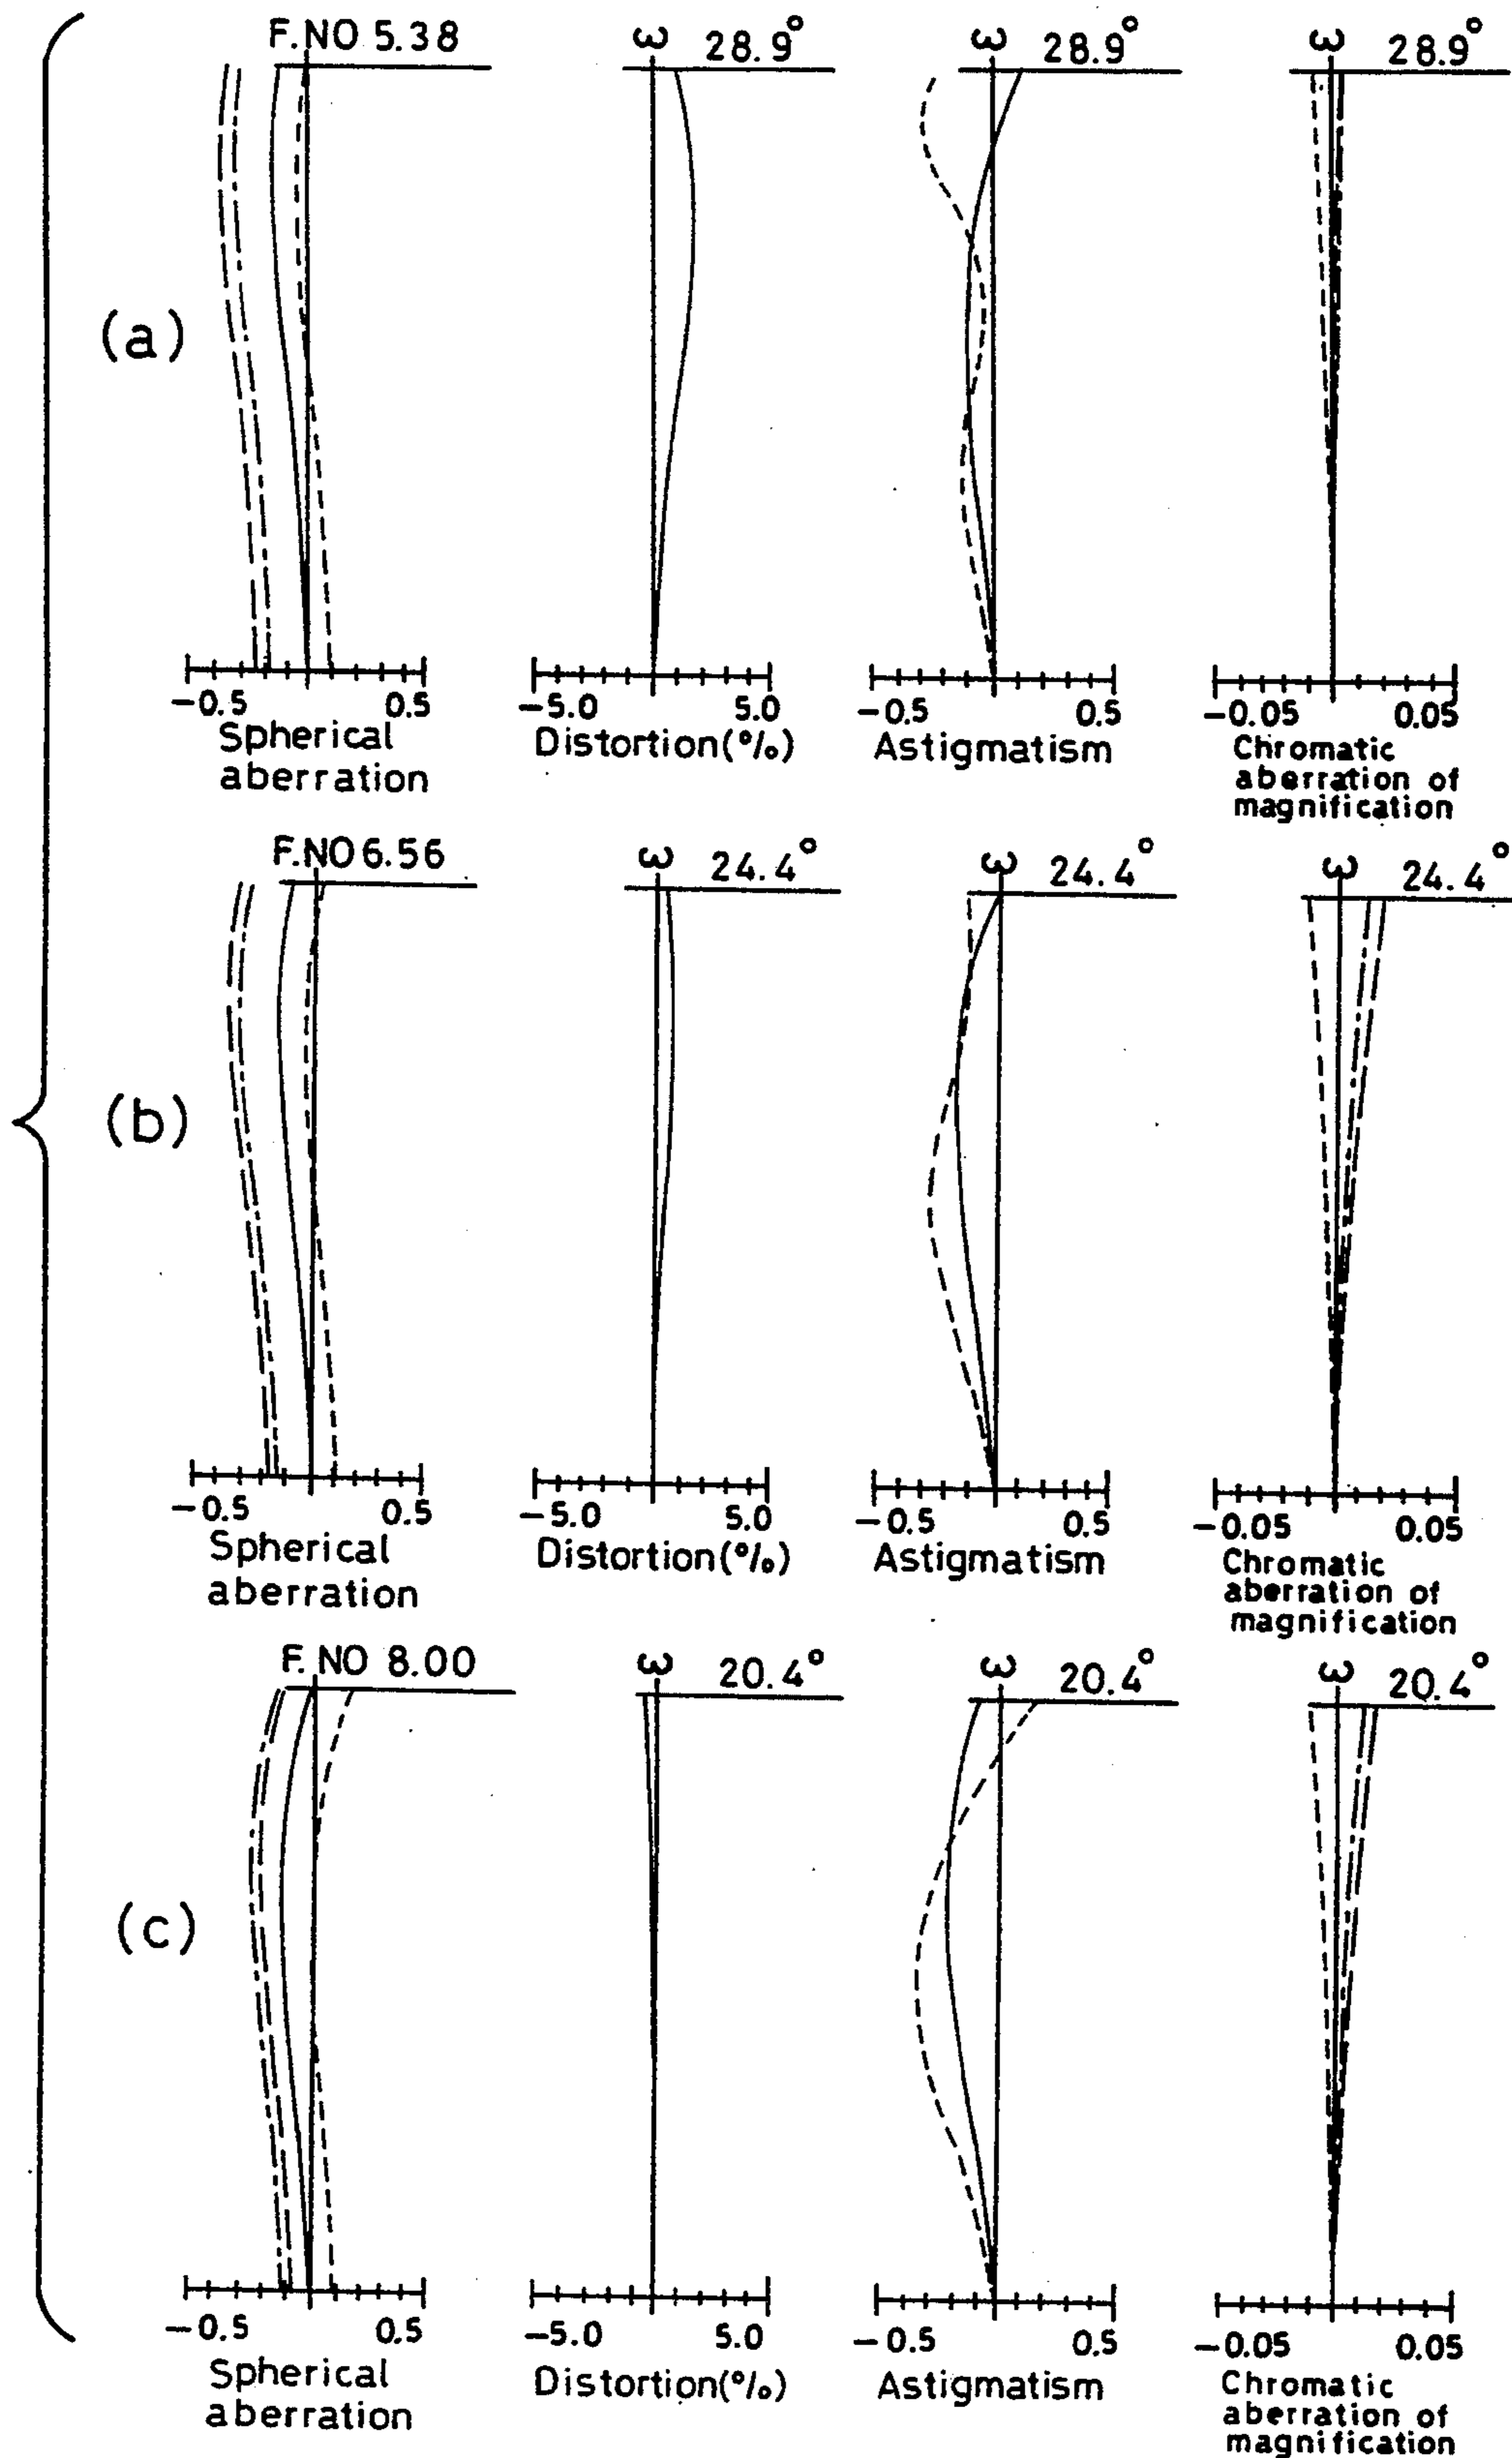 F.NO 5.38
ω 28.9°
ω 28.9°
ω 28.9°
(a)
-0.5 0.5
Spherical
aberration
-5.0 5.0
Distortion(%)
-0.5 0.5
Astigmatism
-0.05 0.05
Chromatic
aberration of
magnification
F.NO 6.56
ω 24.4°
ω 24.4°
ω 24.4°
(b)
-0.5 0.5
Spherical
aberration
-5.0 5.0
Distortion(%)
-0.5 0.5
Astigmatism
-0.05 0.05
Chromatic
aberration of
magnification
F.NO 8.00
ω 20.4°
ω 20.4°
ω 20.4°
(c)
-0.5 0.5
Spherical
aberration
-5.0 5.0
Distortion(%)
-0.5 0.5
Astigmatism
-0.05 0.05
Chromatic
aberration of
magnification